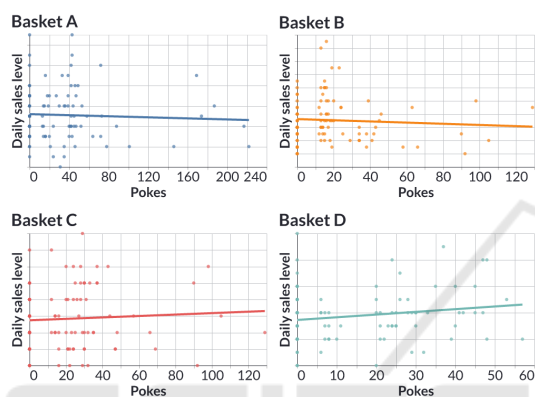 Basket A
Daily sales level
0 40 80 120 160 200 240
Pokes
Basket B
Daily sales level
0 20 40 60 80 100 120
Pokes
Basket C
Daily sales level
0 20 40 60 80 100 120
Pokes
Basket D
Daily sales level
0 10 20 30 40 50 60
Pokes